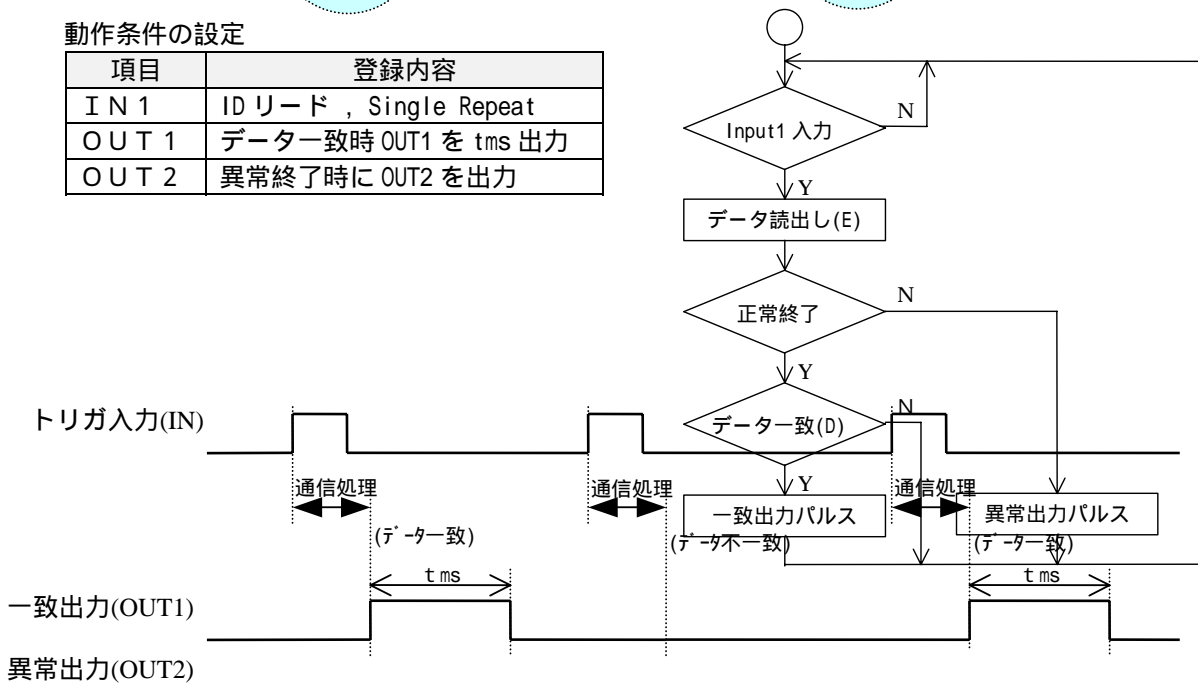 動作条件の設定
項目 登録内容
ＩＮ１ ID リード , Single Repeat
ＯＵＴ１ データ一致時 OUT1 を tms 出力
ＯＵＴ２ 異常終了時に OUT2 を出力
Input1 入力
N
Y
データ読出し(E)
正常終了
N
Y
データ一致(D)
N
Y
一致出力パルス
異常出力パルス
トリガ入力(IN)
通信処理
通信処理
通信処理
(ﾃﾞｰﾀ一致)
(ﾃﾞｰﾀ不一致)
(ﾃﾞｰﾀ一致)
t ms
t ms
一致出力(OUT1)
異常出力(OUT2)